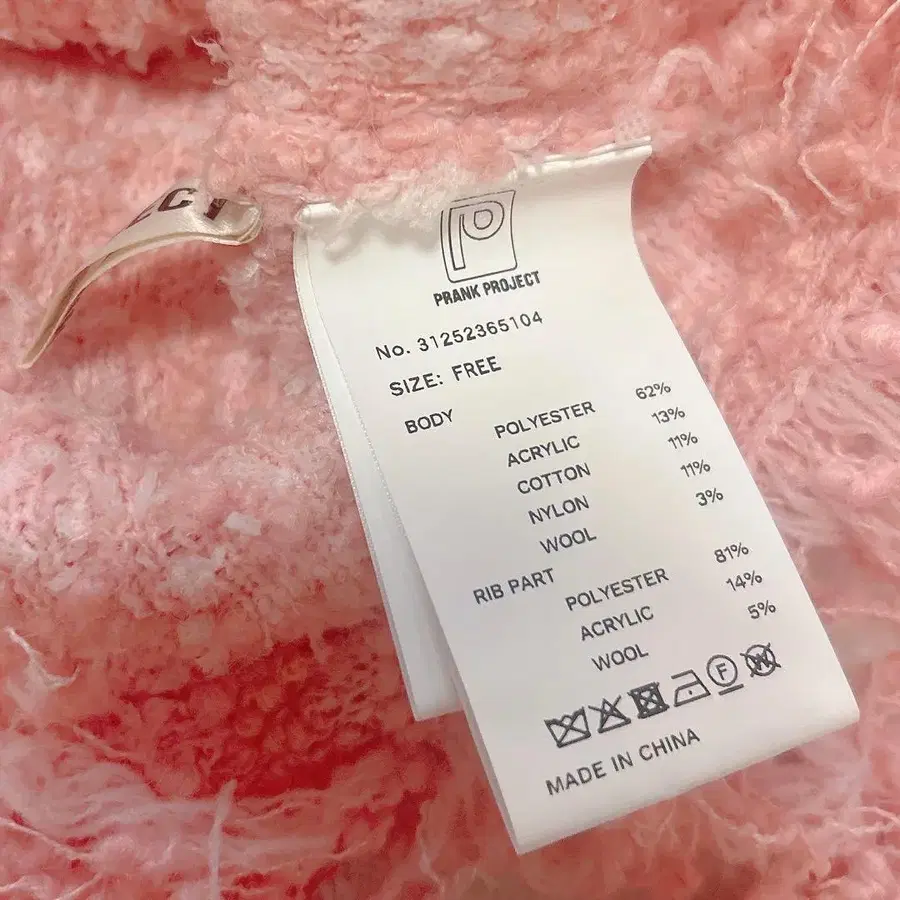 PRANK PROJECT
No. 31252365104
SIZE: FREE
BODY
POLYESTER 62%
ACRYLIC 13%
COTTON 11%
NYLON 11%
WOOL 3%
RIB PART
POLYESTER 81%
ACRYLIC 14%
WOOL 5%
F W
MADE IN CHINA